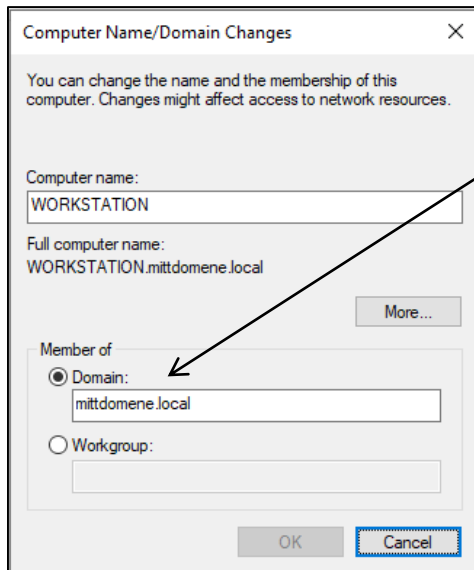 Computer Name/Domain Changes
You can change the name and the membership of this
computer. Changes might affect access to network resources.
Computer name:
WORKSTATION
Full computer name:
WORKSTATION.mittdomene.local
More...
Member of
Domain:
mittdomene.local
Workgroup:
OK
Cancel